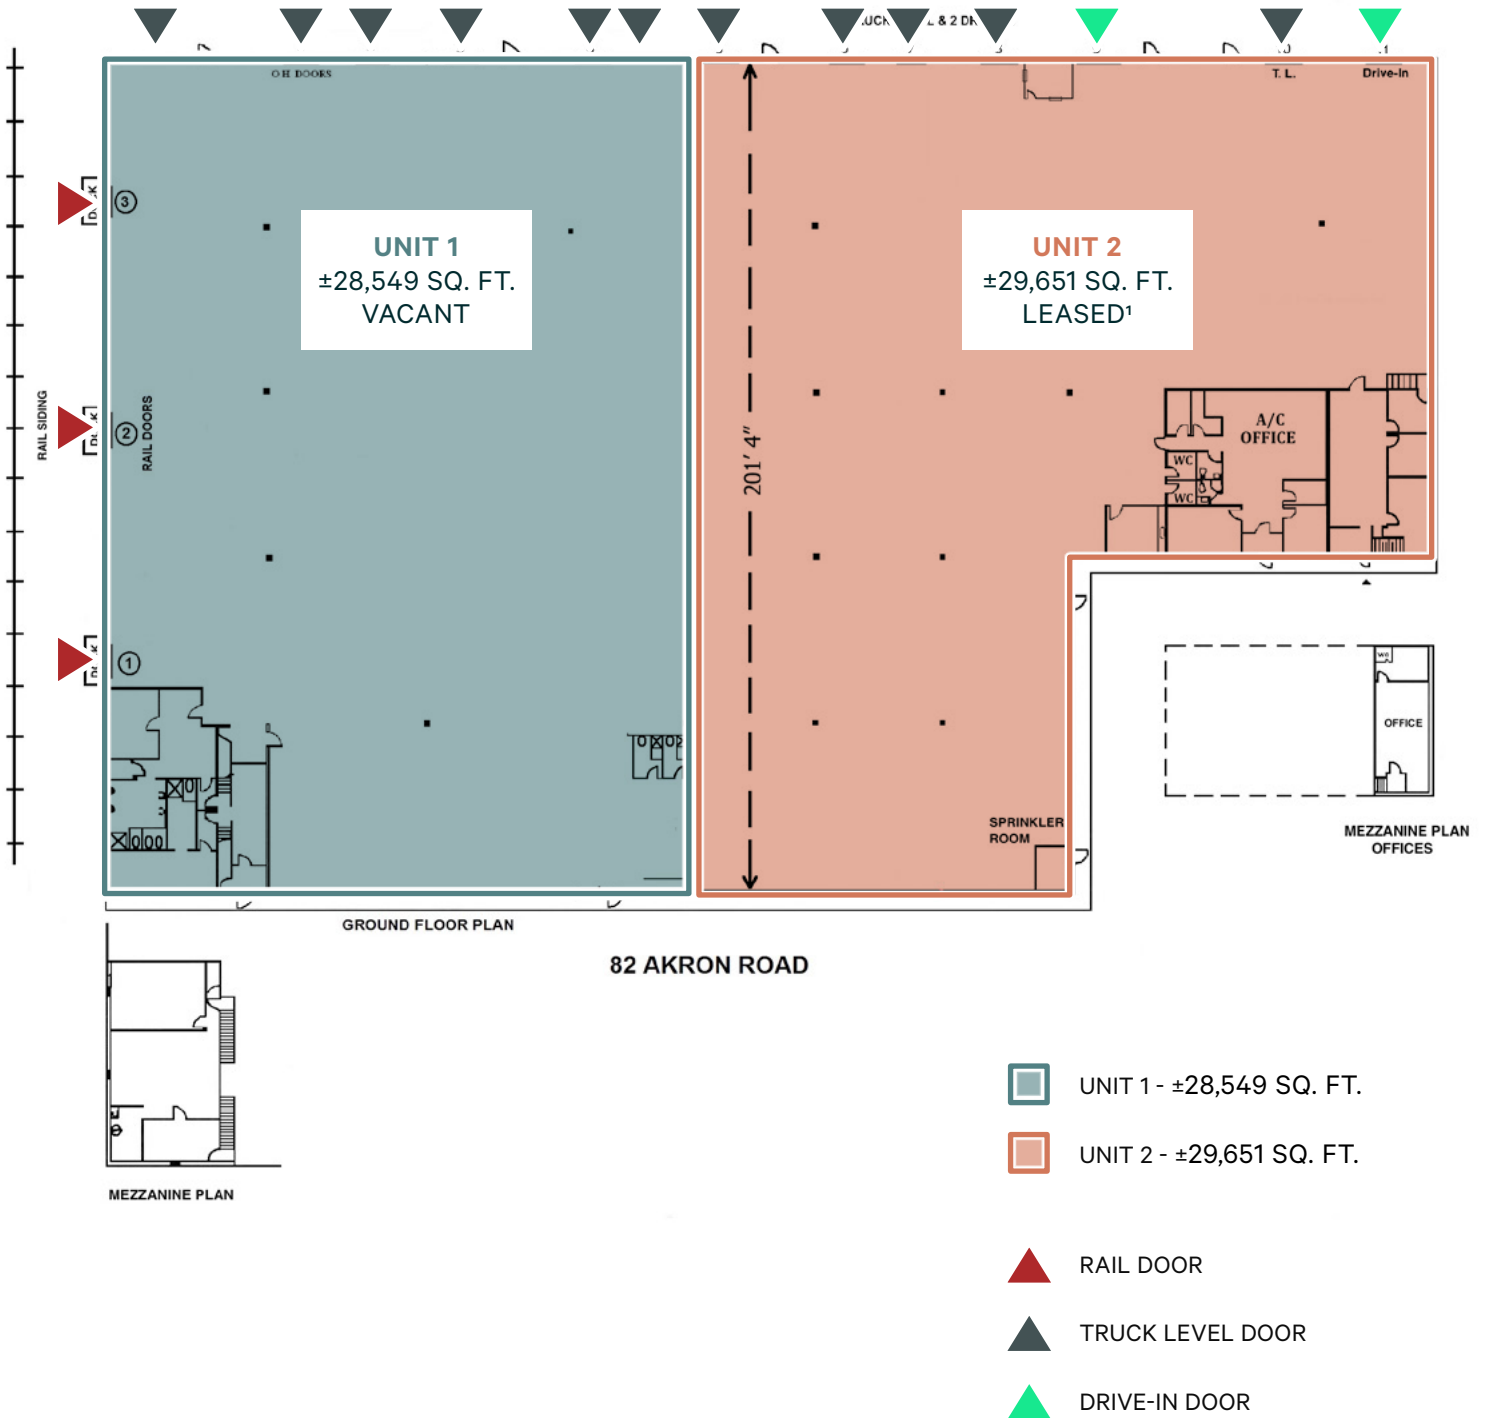 & 2
OH DOORS
T. L.
Drive-In
3
UNIT 1
±28,549 SQ. FT.
VACANT
UNIT 2
±29,651 SQ. FT.
LEASED¹
RAIL SIDING
2
RAIL DOORS
201' 4"
A/C
OFFICE
WC
WC
1
OFFICE
SPRINKLER
ROOM
MEZZANINE PLAN
OFFICES
GROUND FLOOR PLAN
82 AKRON ROAD
MEZZANINE PLAN
UNIT 1 - ±28,549 SQ. FT.
UNIT 2 - ±29,651 SQ. FT.
RAIL DOOR
TRUCK LEVEL DOOR
DRIVE-IN DOOR